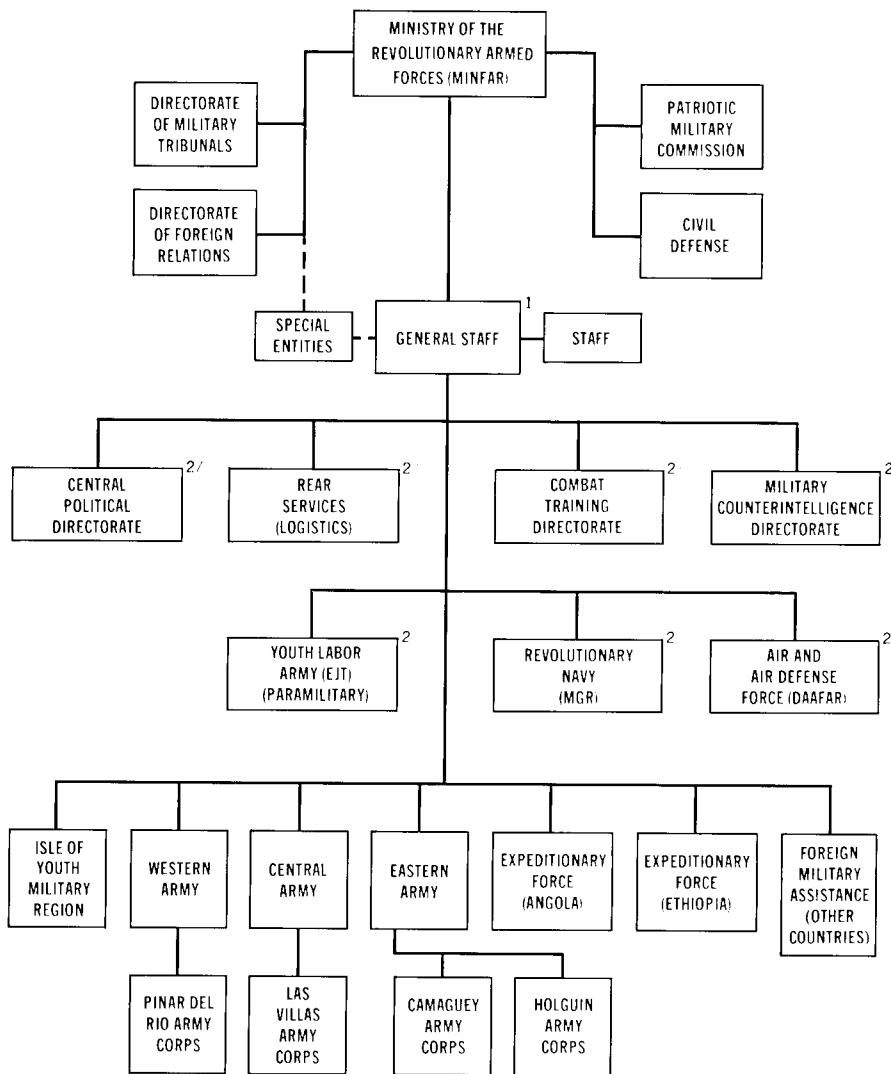 MINISTRY OF THE
REVOLUTIONARY ARMED
FORCES (MINFAR)
DIRECTORATE
OF MILITARY
TRIBUNALS
PATRIOTIC
MILITARY
COMMISSION
DIRECTORATE
OF FOREIGN
RELATIONS
CIVIL
DEFENSE
SPECIAL
ENTITIES
GENERAL STAFF
1
STAFF
CENTRAL
POLITICAL
DIRECTORATE
2/
REAR
SERVICES
(LOGISTICS)
2
COMBAT
TRAINING
DIRECTORATE
2
MILITARY
COUNTERINTELLIGENCE
DIRECTORATE
2
YOUTH LABOR
ARMY (EJT)
(PARAMILITARY)
2
REVOLUTIONARY
NAVY
(MGR)
2
AIR AND
AIR DEFENSE
FORCE (DAAFAR)
2
ISLE OF
YOUTH
MILITARY
REGION
WESTERN
ARMY
CENTRAL
ARMY
EASTERN
ARMY
EXPEDITIONARY
FORCE
(ANGOLA)
EXPEDITIONARY
FORCE
(ETHIOPIA)
FOREIGN
MILITARY
ASSISTANCE
(OTHER
COUNTRIES)
PINAR DEL
RIO ARMY
CORPS
LAS
VILLAS
ARMY
CORPS
CAMAGUEY
ARMY
CORPS
HOLGUIN
ARMY
CORPS